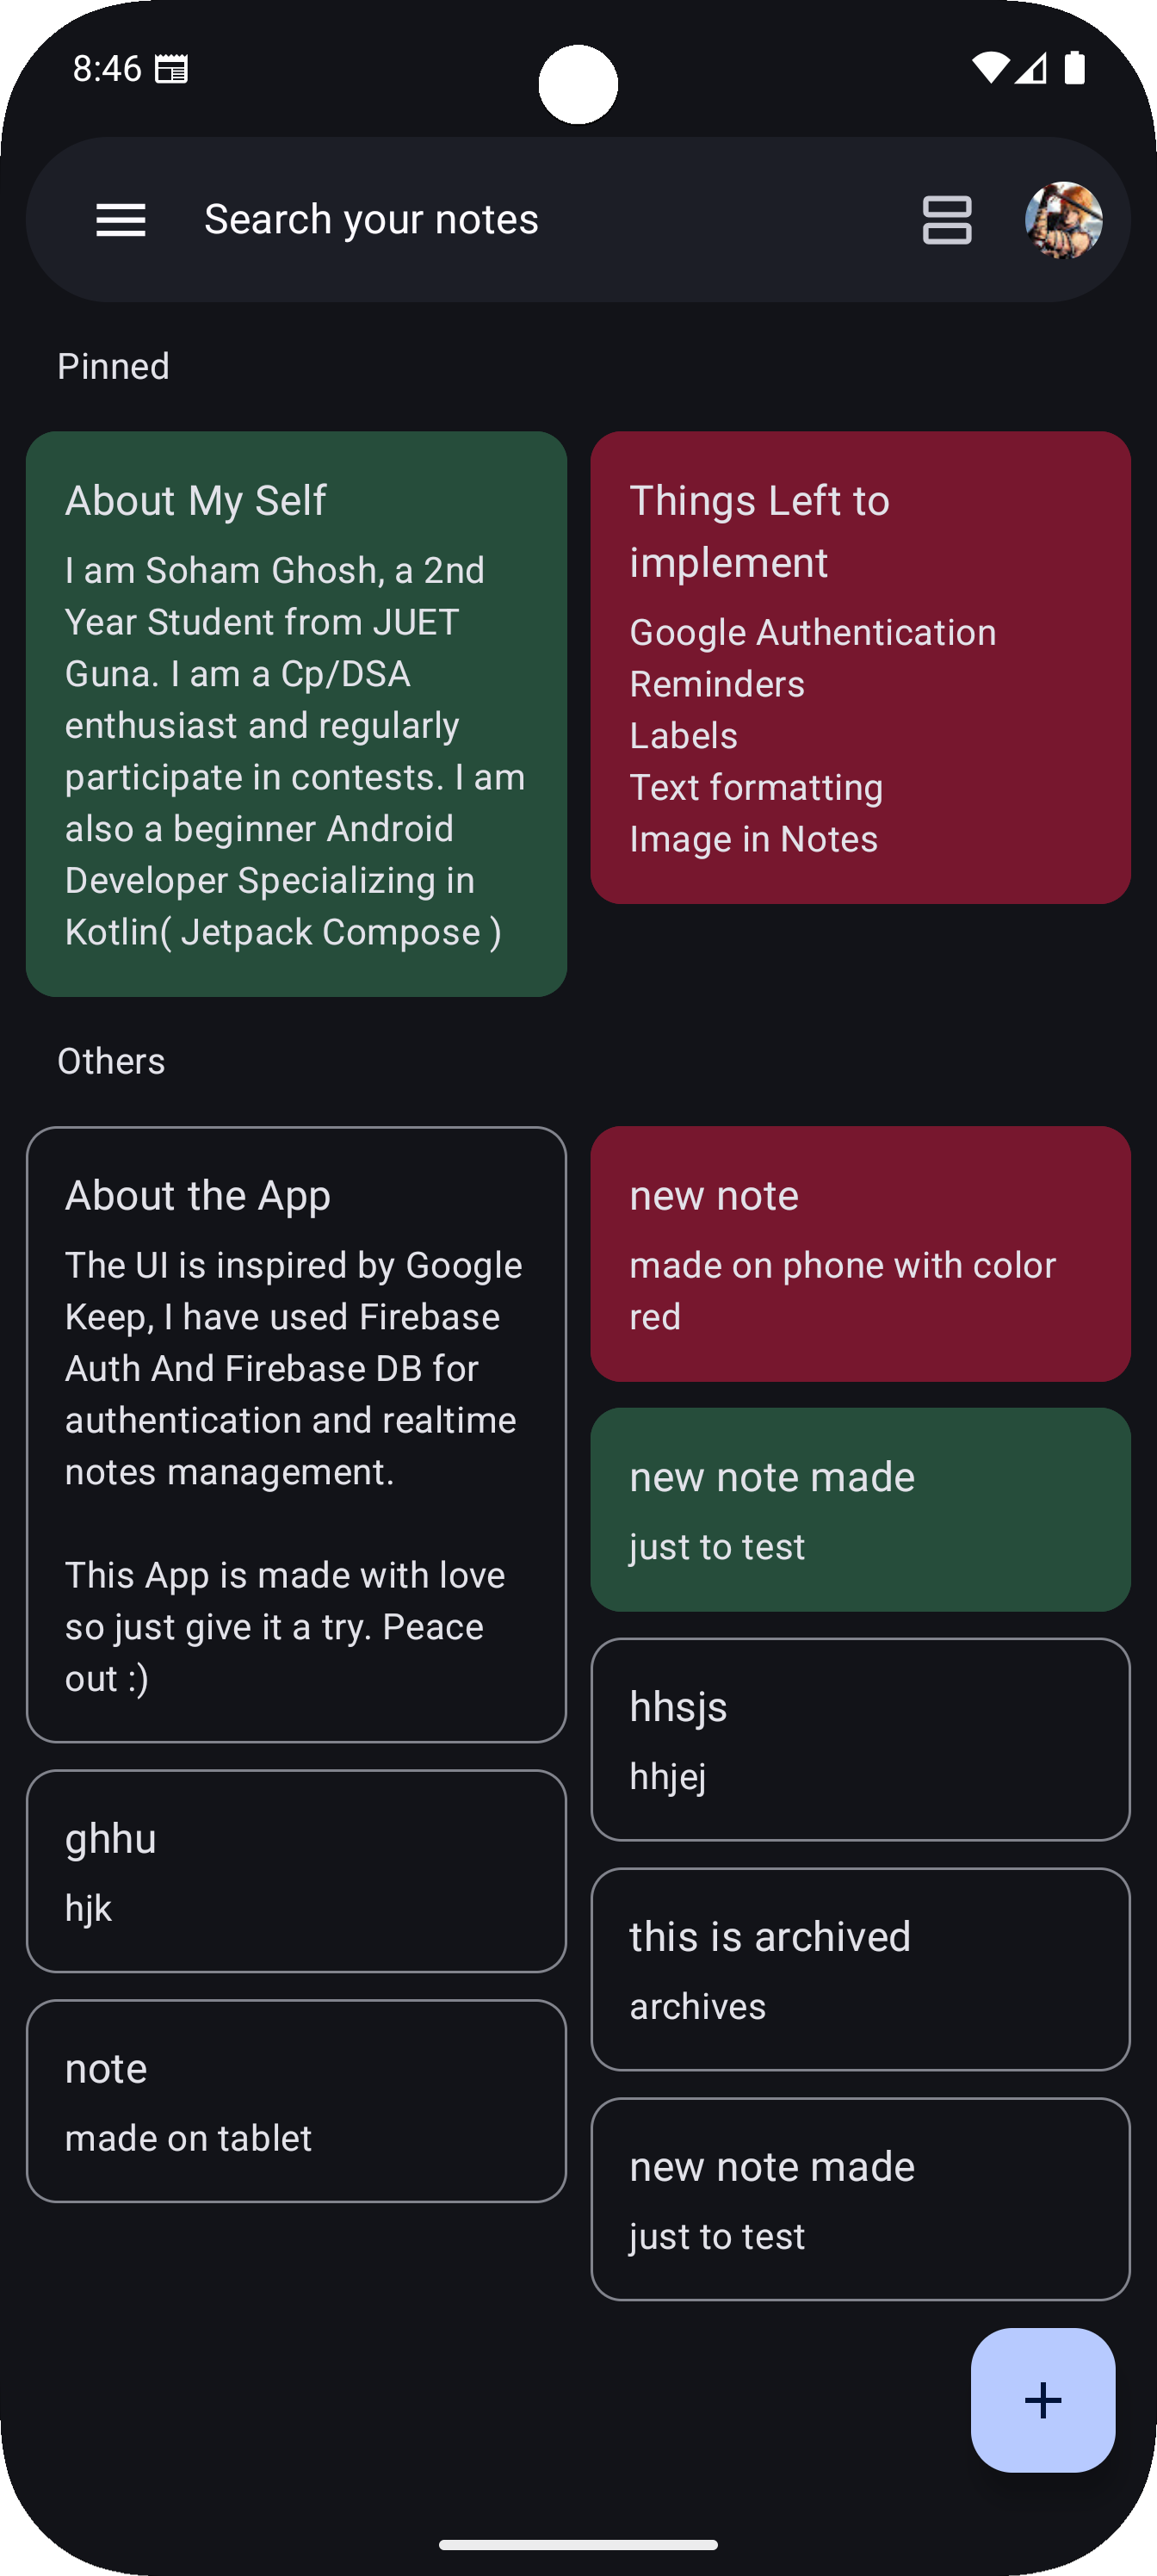 8:46
Search your notes
Pinned
About My Self
I am Soham Ghosh, a 2nd
Year Student from JUET
Guna. I am a Cp/DSA
enthusiast and regularly
participate in contests. I am
also a beginner Android
Developer Specializing in
Kotlin( Jetpack Compose )
Things Left to
implement
Google Authentication
Reminders
Labels
Text formatting
Image in Notes
Others
About the App
The UI is inspired by Google
Keep, I have used Firebase
Auth And Firebase DB for
authentication and realtime
notes management.
This App is made with love
so just give it a try. Peace
out :)
new note
made on phone with color
red
new note made
just to test
hhsjs
hhjej
ghhu
hjk
this is archived
archives
note
made on tablet
new note made
just to test